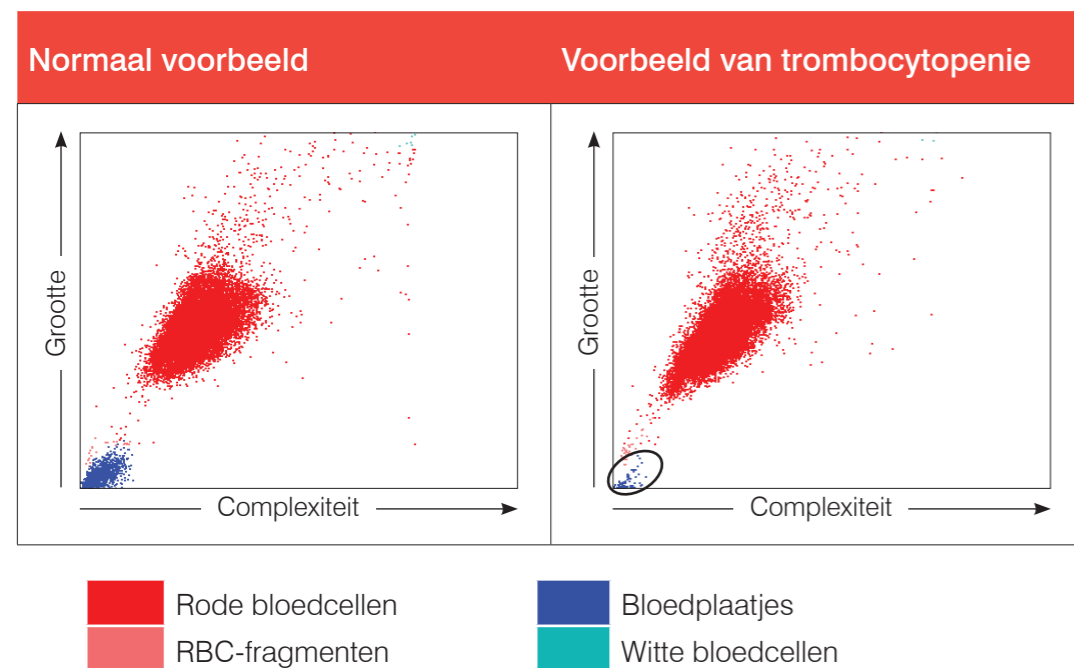 Normaal voorbeeld
Voorbeeld van trombocytopenie
Grootte
Complexiteit
Grootte
Complexiteit
Rode bloedcellen
Bloedplaatjes
RBC-fragmenten
Witte bloedcellen